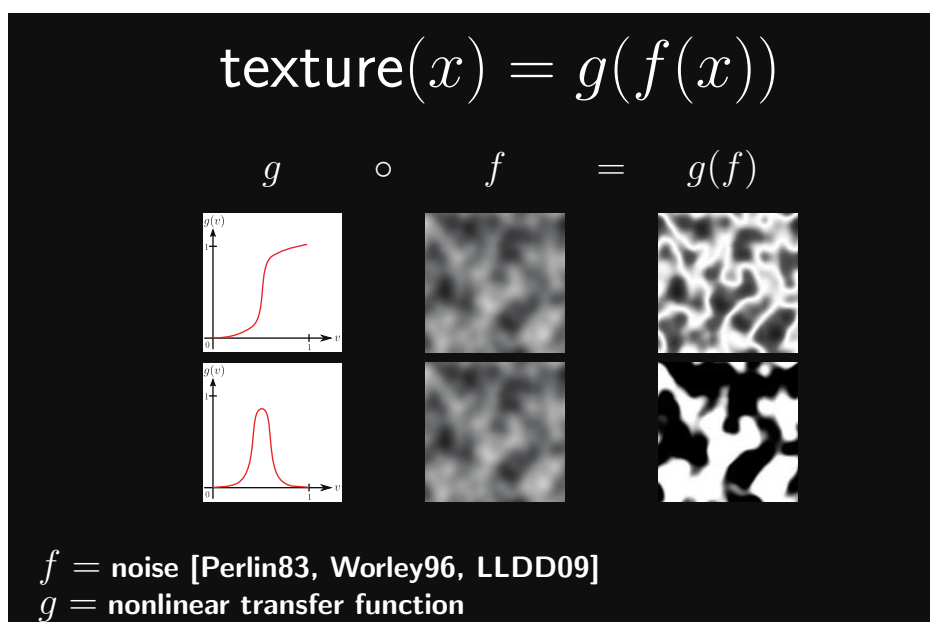 texture(x) = g(f(x))
g ∘ f = g(f)
g(v)
1
0 1 v
g(v)
1
0 1 v
f = noise [Perlin83, Worley96, LLDD09]
g = nonlinear transfer function